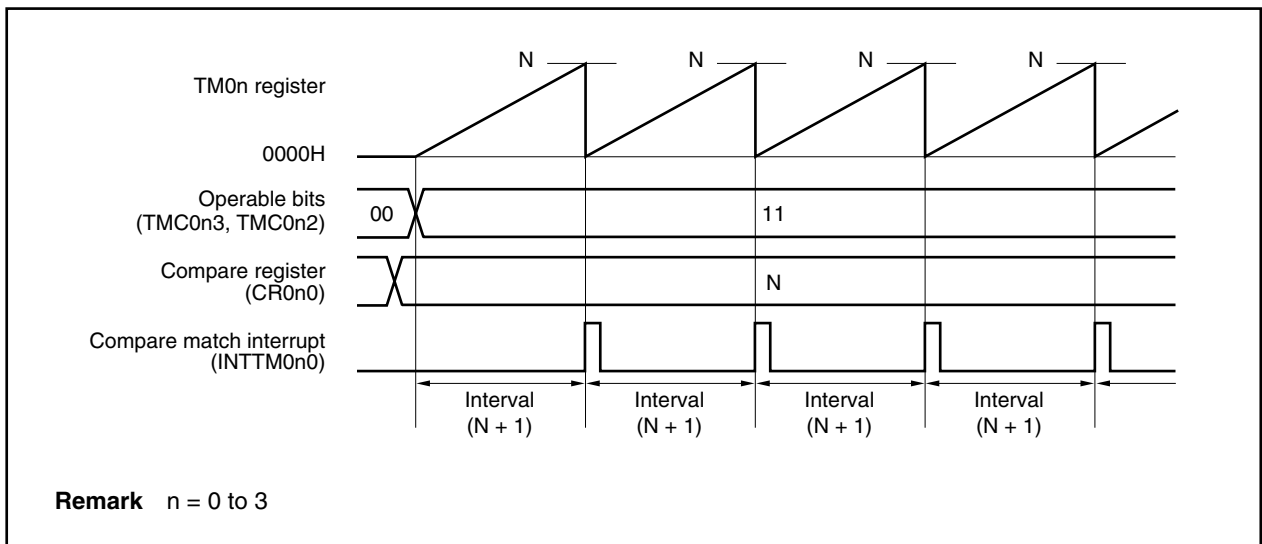 N N N N
TM0n register
0000H
Operable bits
(TMC0n3, TMC0n2)
00 11
Compare register
(CR0n0)
N
Compare match interrupt
(INTTM0n0)
Interval Interval Interval Interval
(N + 1) (N + 1) (N + 1) (N + 1)
Remark n = 0 to 3